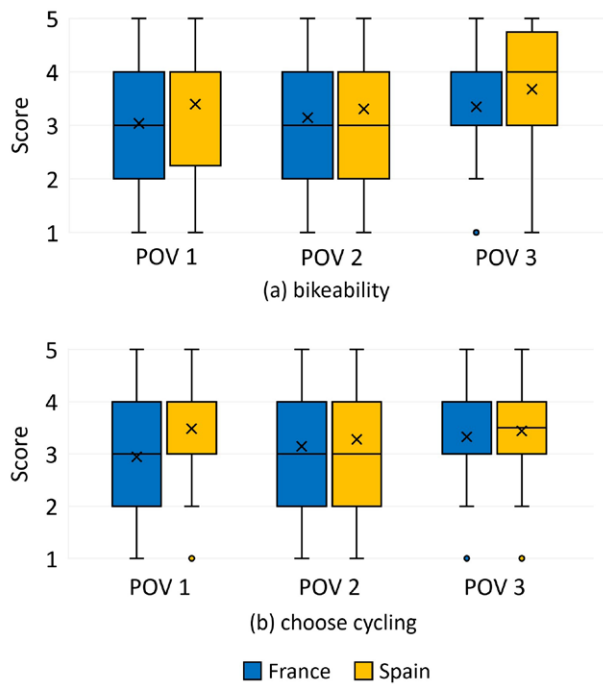 5
4
3
2
1
Score
POV 1 POV 2 POV 3
(a) bikeability
5
4
3
2
1
Score
POV 1 POV 2 POV 3
(b) choose cycling
France Spain